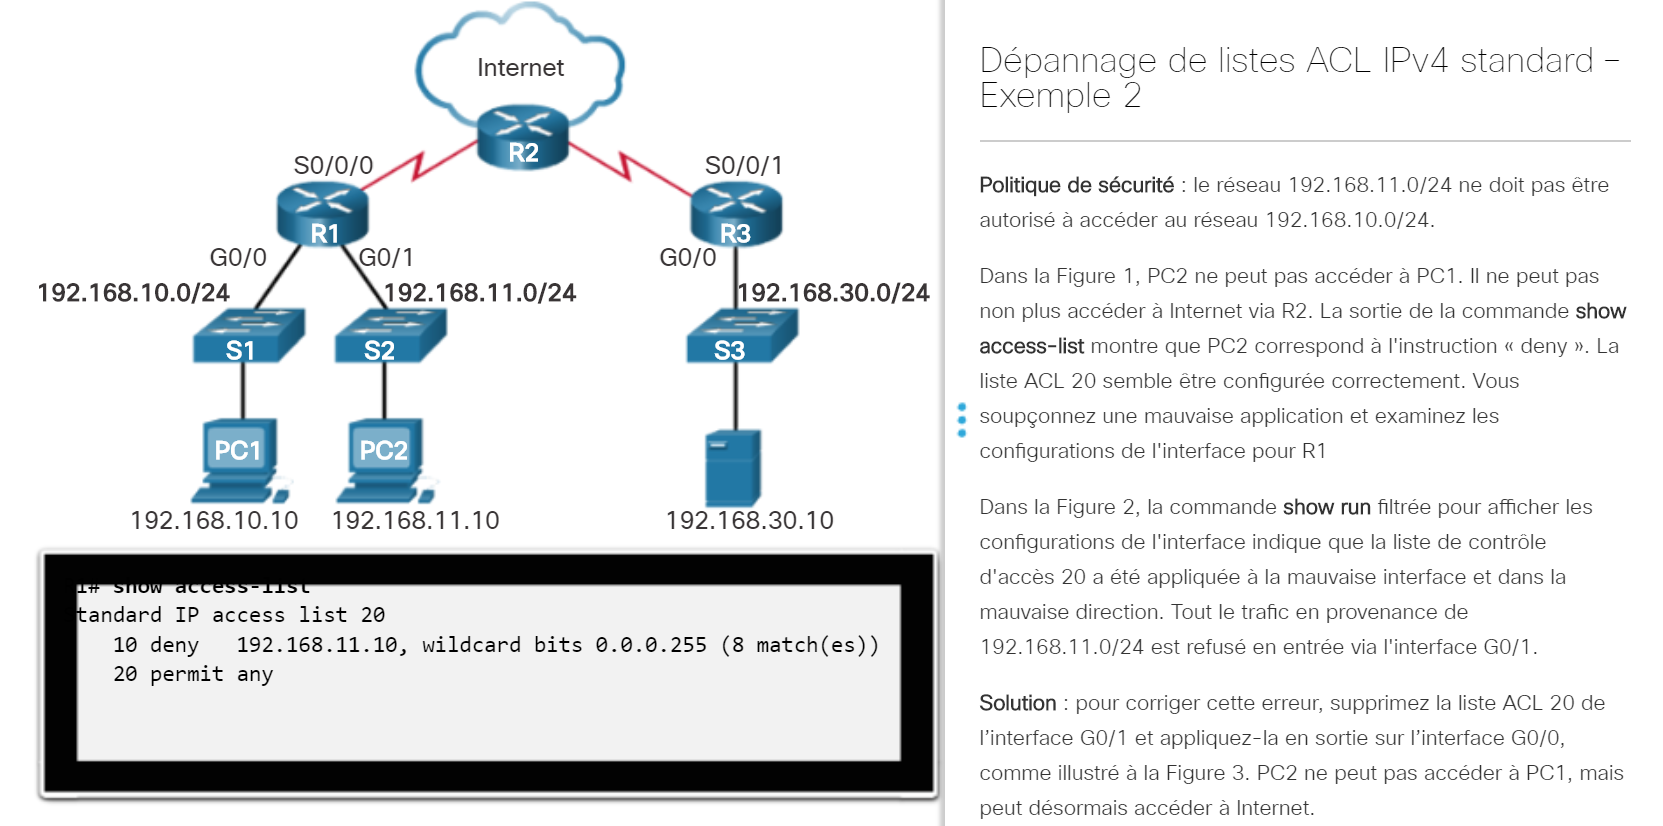 Internet
R2
S0/0/0
S0/0/1
R1
R3
G0/0
G0/1
G0/0
192.168.10.0/24
192.168.11.0/24
192.168.30.0/24
S1
S2
S3
PC1
PC2
192.168.10.10
192.168.11.10
192.168.30.10
1# show access-list
tandard IP access list 20
10 deny 192.168.11.10, wildcard bits 0.0.0.255 (8 match(es))
20 permit any
Dépannage de listes ACL IPv4 standard –
Exemple 2
Politique de sécurité : le réseau 192.168.11.0/24 ne doit pas être
autorisé à accéder au réseau 192.168.10.0/24.
Dans la Figure 1, PC2 ne peut pas accéder à PC1. Il ne peut pas
non plus accéder à Internet via R2. La sortie de la commande show
access-list montre que PC2 correspond à l'instruction « deny ». La
liste ACL 20 semble être configurée correctement. Vous
soupçonnez une mauvaise application et examinez les
configurations de l'interface pour R1
Dans la Figure 2, la commande show run filtrée pour afficher les
configurations de l'interface indique que la liste de contrôle
d'accès 20 a été appliquée à la mauvaise interface et dans la
mauvaise direction. Tout le trafic en provenance de
192.168.11.0/24 est refusé en entrée via l'interface G0/1.
Solution : pour corriger cette erreur, supprimez la liste ACL 20 de
l’interface G0/1 et appliquez-la en sortie sur l’interface G0/0,
comme illustré à la Figure 3. PC2 ne peut pas accéder à PC1, mais
peut désormais accéder à Internet.